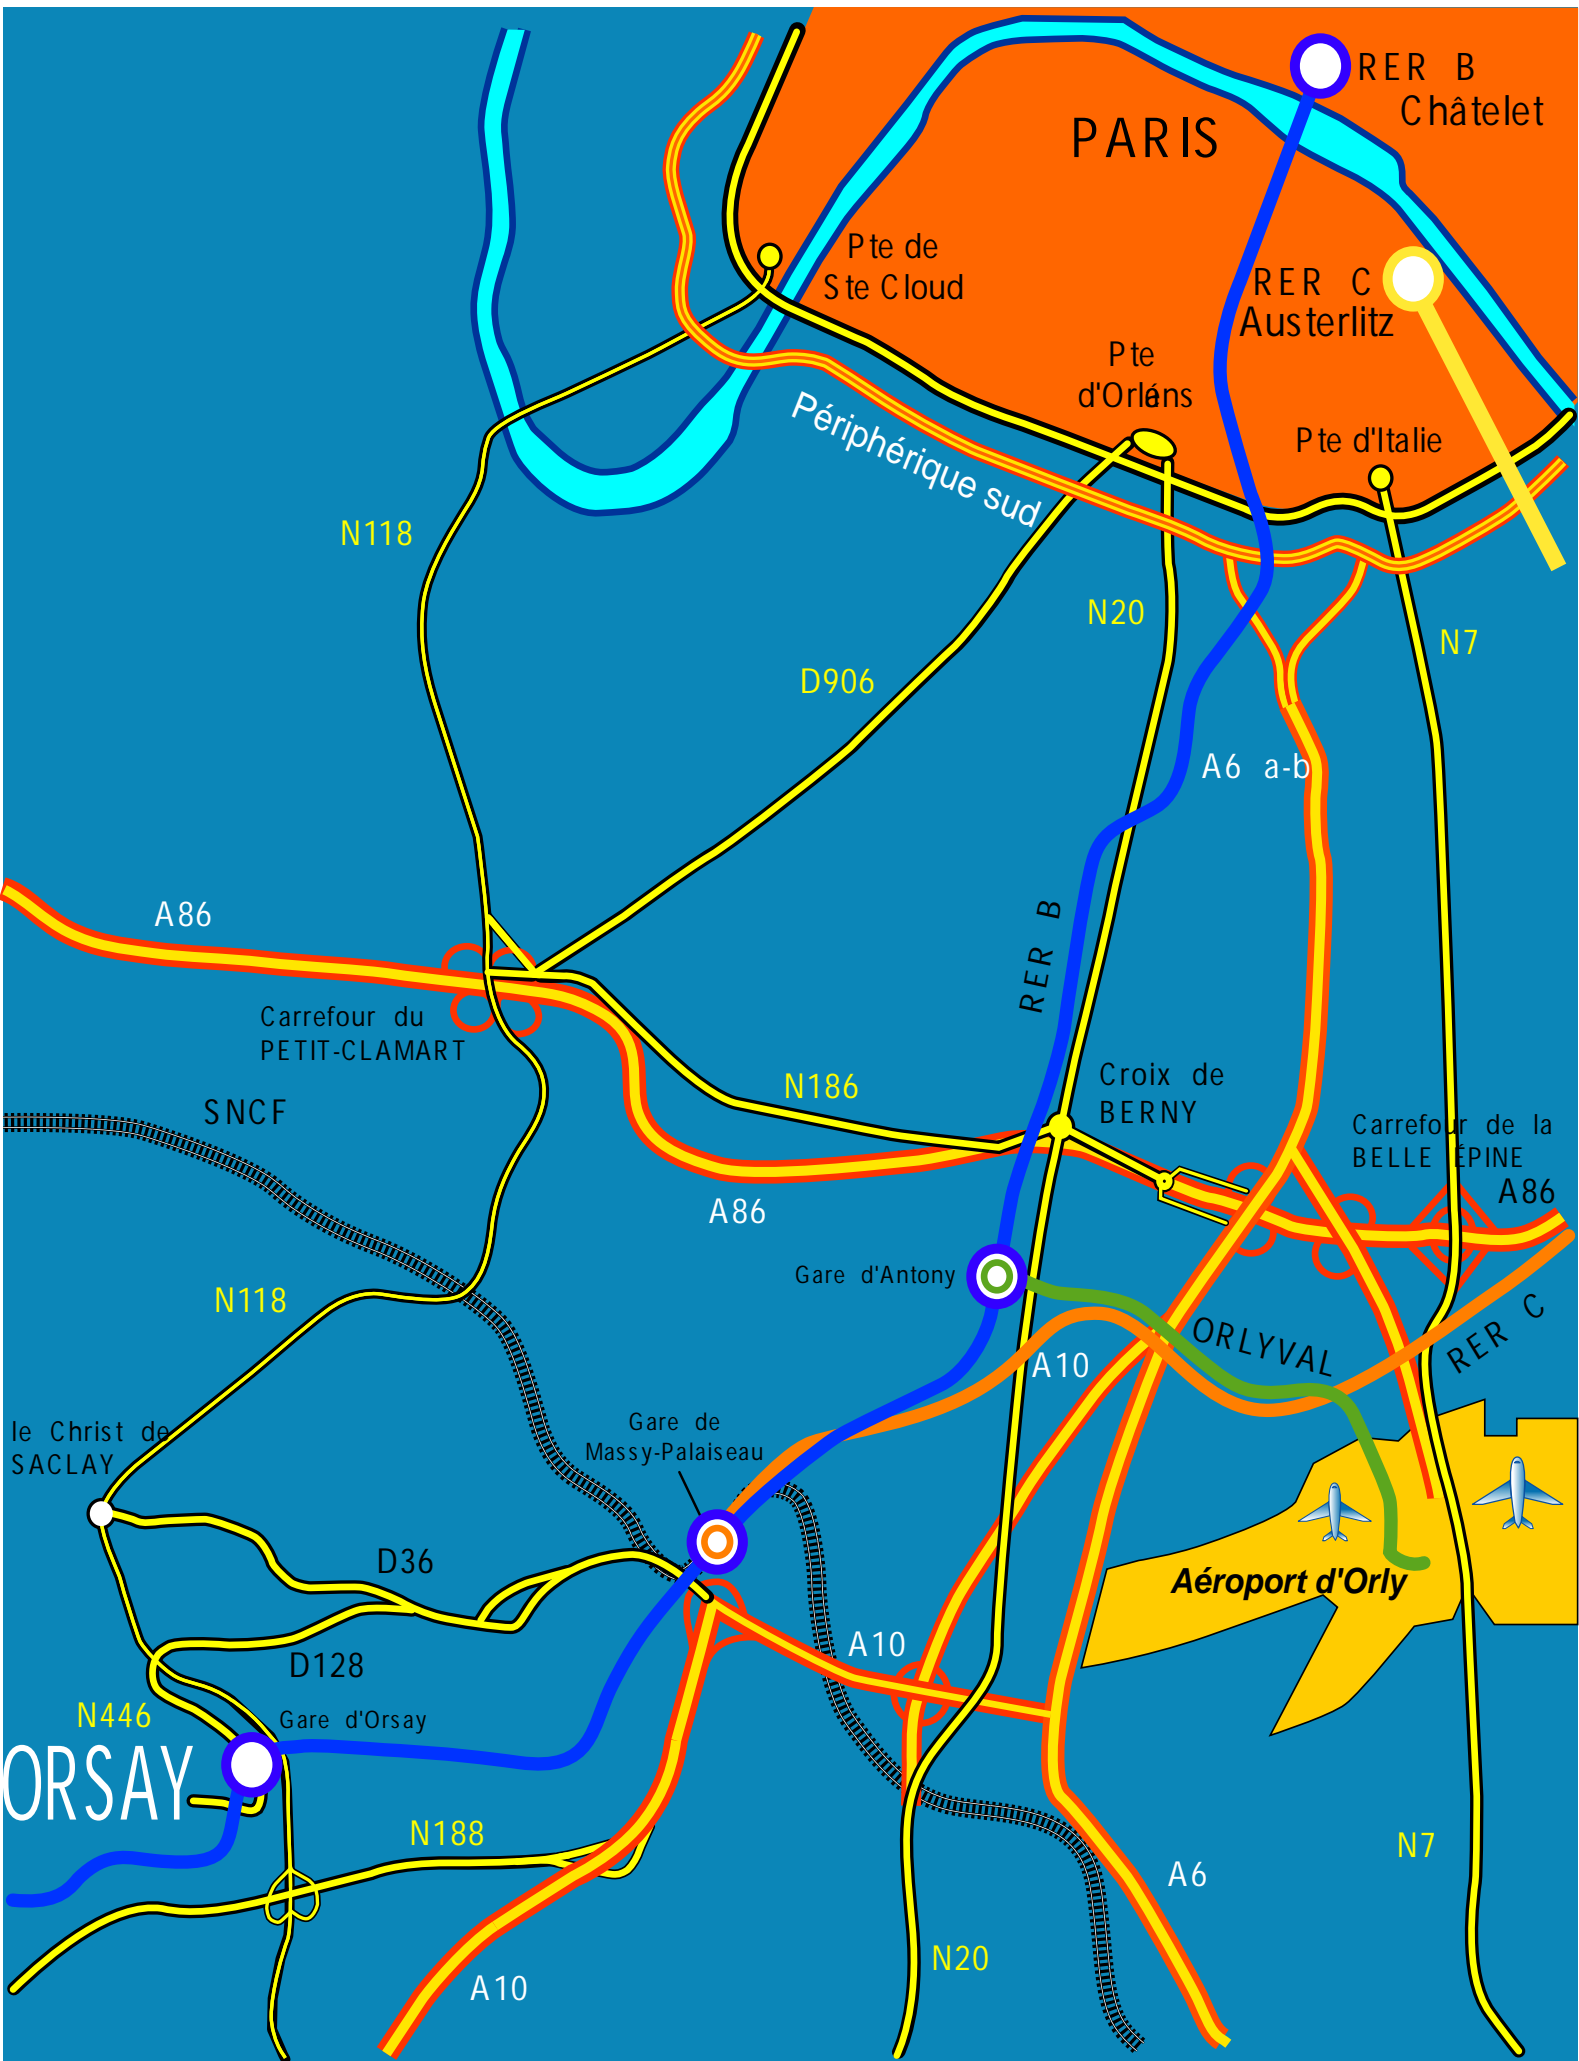 RER B
Châtelet
PARIS
Pte de
Ste Cloud
RER C
Austerlitz
Pte
d'Orléans
Pte d'Italie
Périphérique sud
N118
N20
N7
D906
A6 a-b
A86
RER B
Carrefour du
PETIT-CLAMART
N186
Croix de
BERNY
SNCF
Carrefour de la
BELLE ÉPINE
A86
A86
Gare d'Antony
N118
ORLYVAL
RER C
A10
le Christ de
SACLAY
Gare de
Massy-Palaiseau
D36
Aéroport d'Orly
A10
D128
N446
Gare d'Orsay
ORSAY
N188
N7
A6
N20
A10